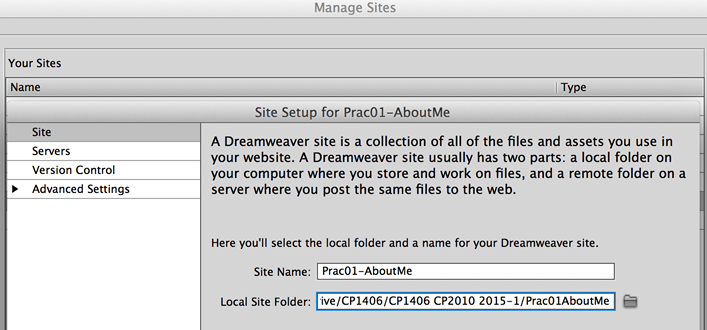 Manage Sites
Your Sites
Name Type
Site Setup for Prac01-AboutMe
Site
Servers
Version Control
Advanced Settings
A Dreamweaver site is a collection of all of the files and assets you use in
your website. A Dreamweaver site usually has two parts: a local folder on
your computer where you store and work on files, and a remote folder on a
server where you post the same files to the web.
Here you'll select the local folder and a name for your Dreamweaver site.
Site Name: Prac01-AboutMe
Local Site Folder: ive/CP1406/CP1406 CP2010 2015-1/Prac01AboutMe